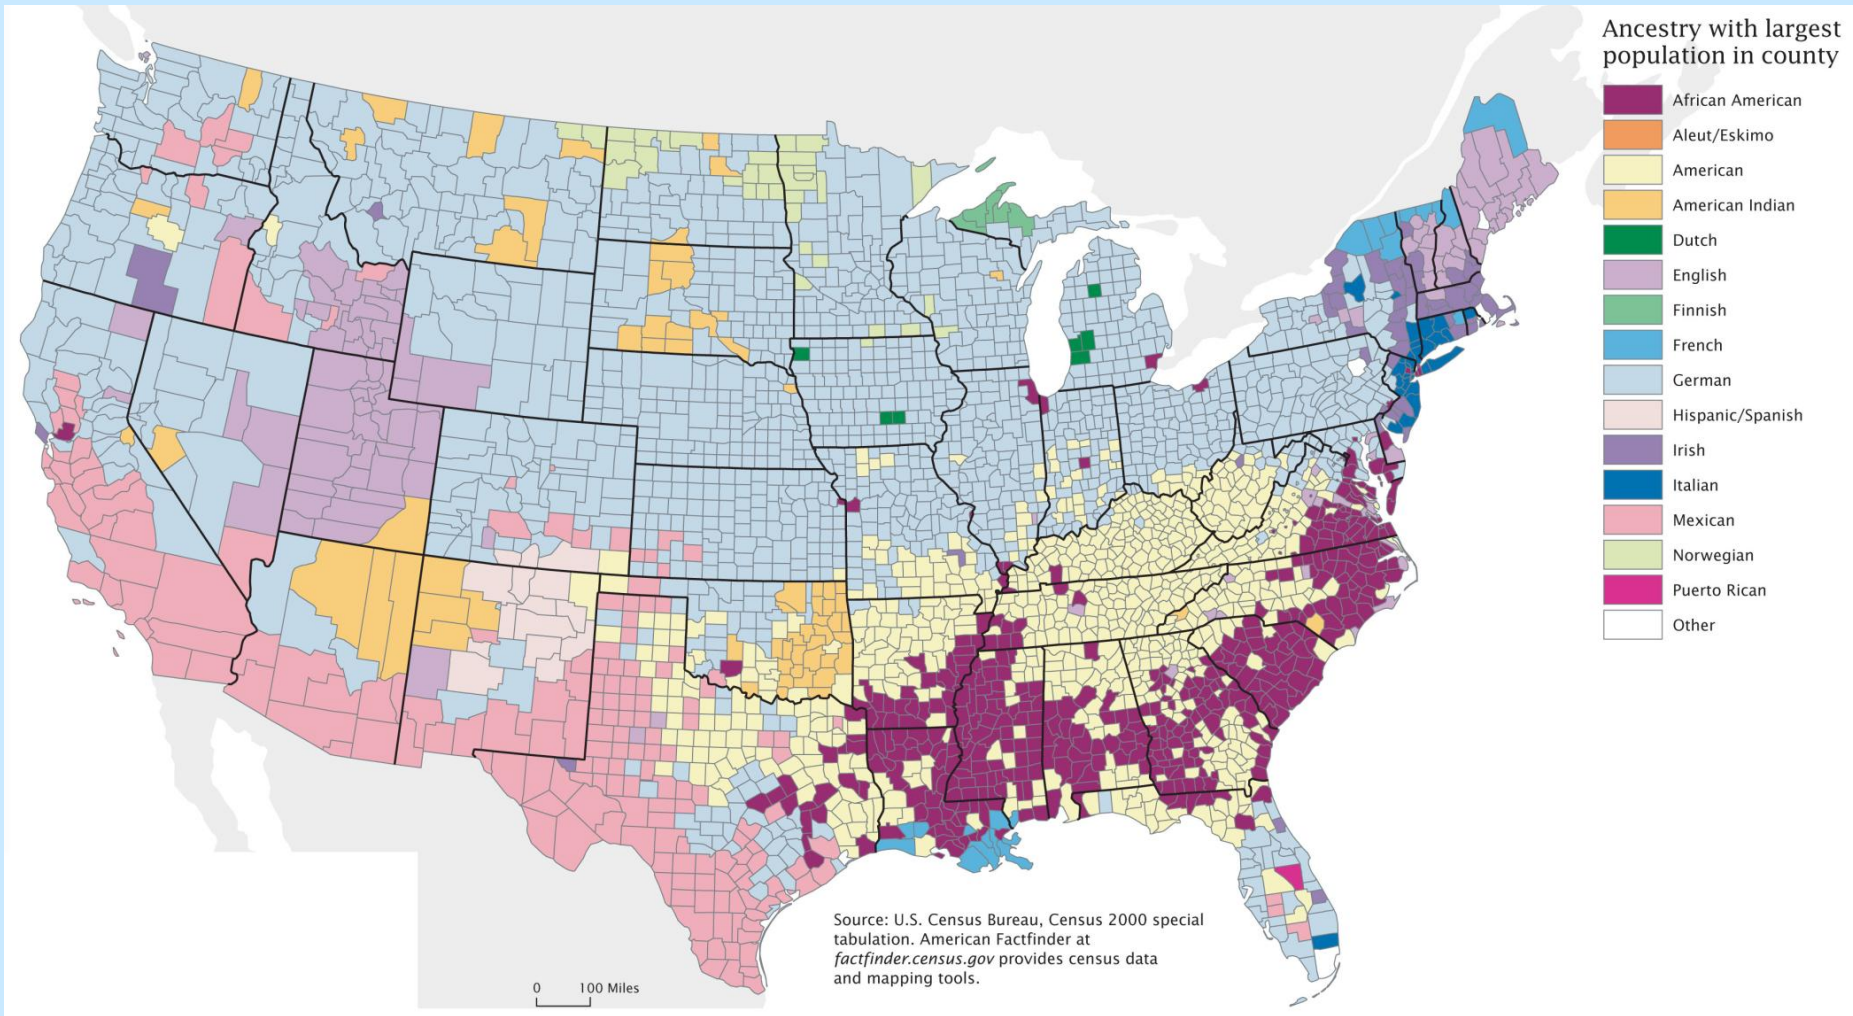 Ancestry with largest
population in county
African American
Aleut/Eskimo
American
American Indian
Dutch
English
Finnish
French
German
Hispanic/Spanish
Irish
Italian
Mexican
Norwegian
Puerto Rican
Other
Source: U.S. Census Bureau, Census 2000 special
tabulation. American Factfinder at
factfinder.census.gov provides census data
and mapping tools.
0 100 Miles